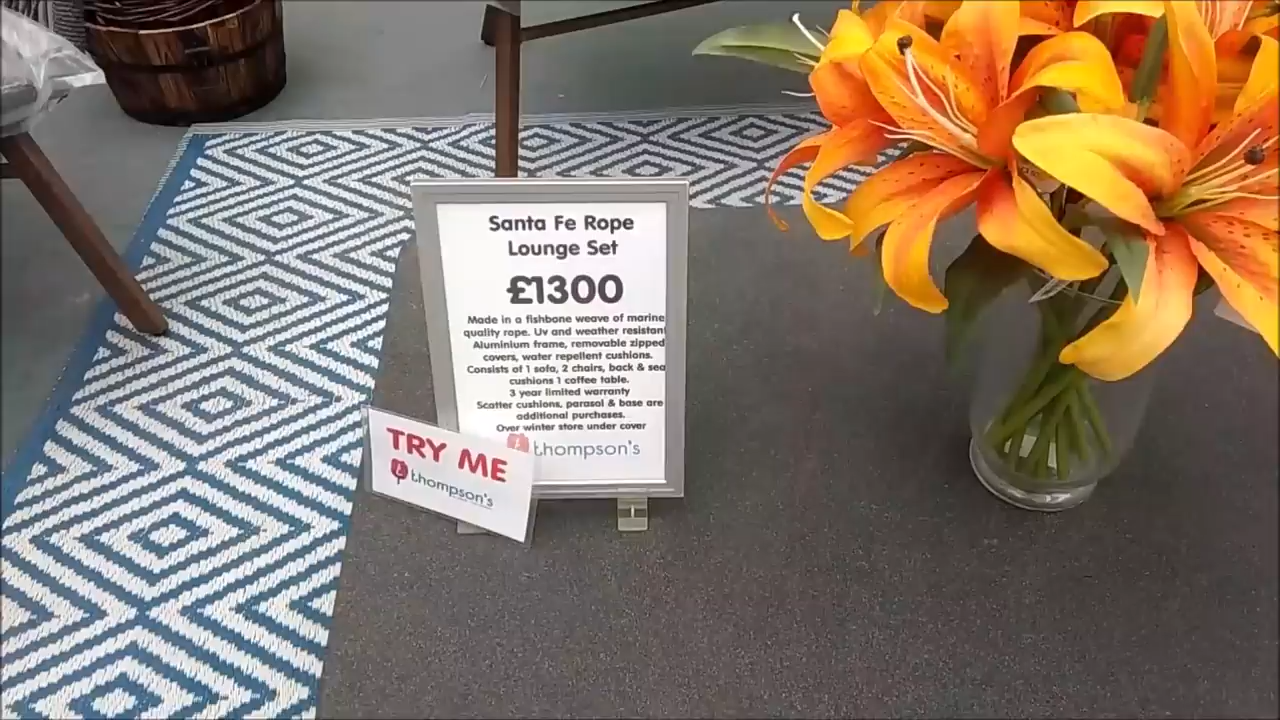 Santa Fe Rope
Lounge Set
£1300
Made in a fishbone weave of marine
quality rope. Uv and weather resistant
Aluminium frame, removable zipped
covers, water repellent cushions.
Consists of 1 sofa, 2 chairs, back & sea
cushions 1 coffee table.
3 year limited warranty
Scatter cushions, parasol & base are
additional purchases.
Over winter store under cover
thompson's
TRY ME
thompson's